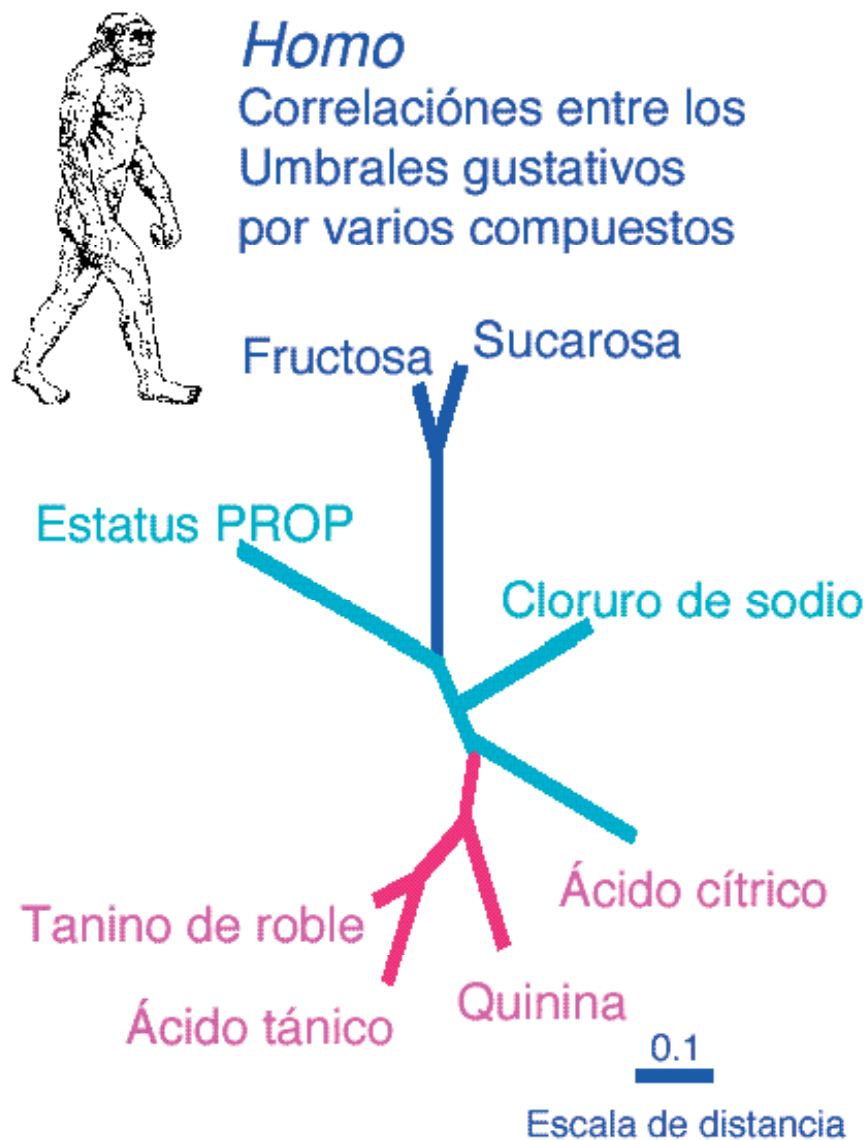 Homo
Correlaciónes entre los
Umbrales gustativos
por varios compuestos
Fructosa
Sucarosa
Estatus PROP
Cloruro de sodio
Ácido cítrico
Tanino de roble
Quinina
Ácido tánico
0.1
Escala de distancia